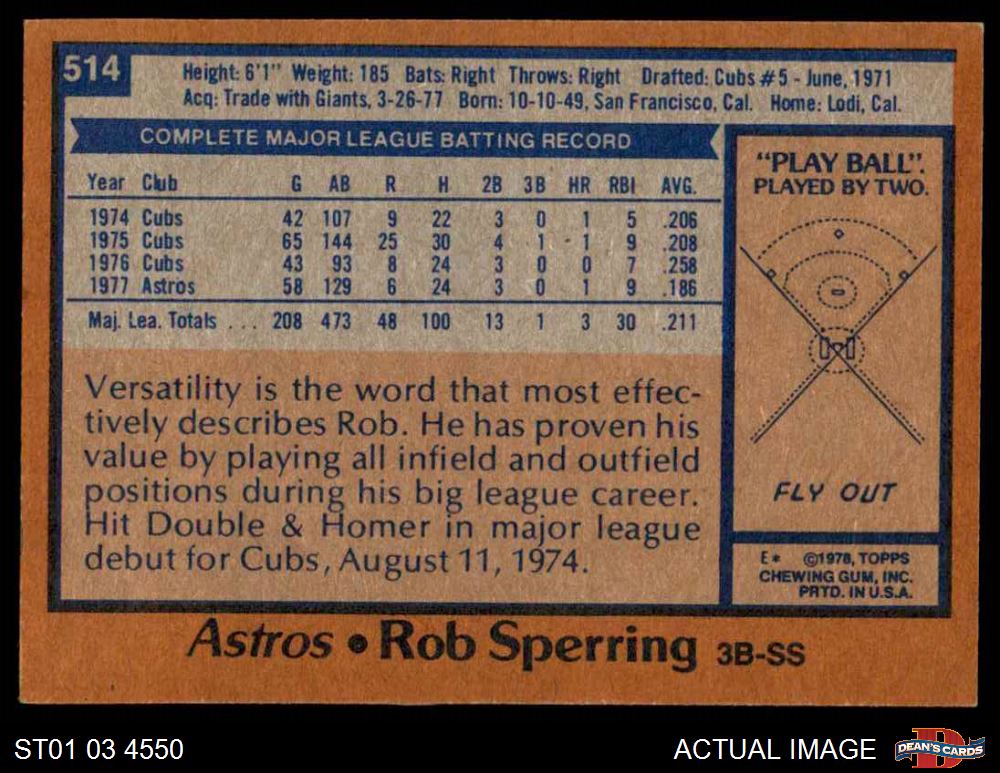 514
Height: 6'1" Weight: 185 Bats: Right Throws: Right Drafted: Cubs #5 - June, 1971
Acq: Trade with Giants, 3-26-77 Born: 10-10-49, San Francisco, Cal. Home: Lodi, Cal.
COMPLETE MAJOR LEAGUE BATTING RECORD
Year Club G AB R H 2B 3B HR RBI AVG.
1974 Cubs 42 107 9 22 3 0 1 5 .206
1975 Cubs 65 144 25 30 4 1 1 9 .208
1976 Cubs 43 93 8 24 3 0 0 7 .258
1977 Astros 58 129 6 24 3 0 1 9 .186
Maj. Lea. Totals ... 208 473 48 100 13 1 3 30 .211
Versatility is the word that most effec-
tively describes Rob. He has proven his
value by playing all infield and outfield
positions during his big league career.
Hit Double & Homer in major league
debut for Cubs, August 11, 1974.
"PLAY BALL".
PLAYED BY TWO.
FLY OUT
E* ©1978, TOPPS
CHEWING GUM, INC.
PRTD. IN U.S.A.
Astros • Rob Sperring 3B-SS
ST01 03 4550
ACTUAL IMAGE
D
DEAN'S CARDS